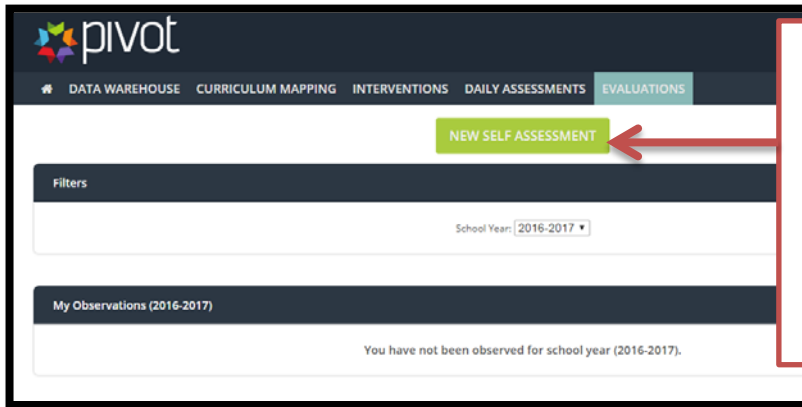 pivot
DATA WAREHOUSE CURRICULUM MAPPING INTERVENTIONS DAILY ASSESSMENTS EVALUATIONS
NEW SELF ASSESSMENT
Filters
School Year: 2016-2017
My Observations (2016-2017)
You have not been observed for school year (2016-2017).